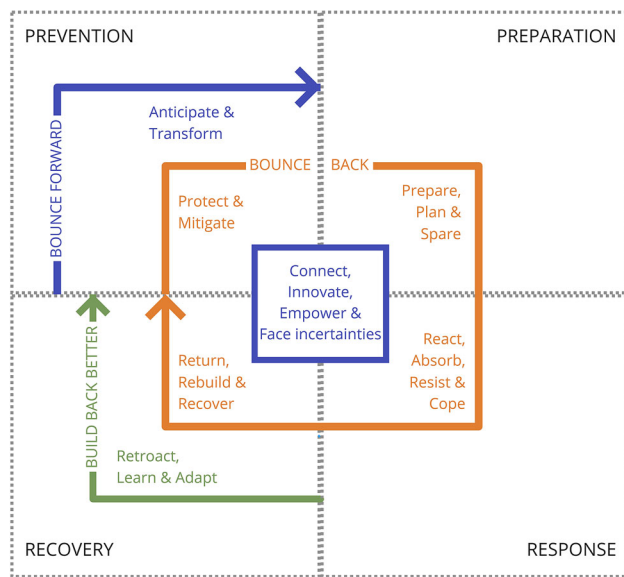 PREVENTION
PREPARATION
Anticipate &
Transform
BOUNCE FORWARD
BOUNCE BACK
Protect &
Mitigate
Prepare,
Plan &
Spare
Connect,
Innovate,
Empower &
Face incertainties
BUILD BACK BETTER
Return,
Rebuild &
Recover
React,
Absorb,
Resist &
Cope
Retroact,
Learn & Adapt
RECOVERY
RESPONSE